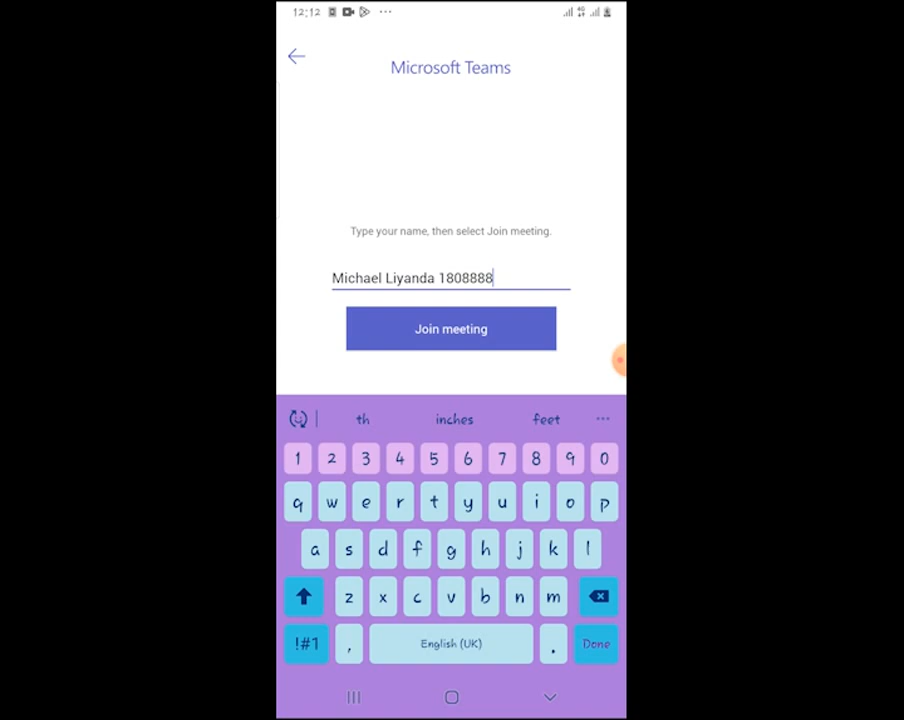 12:12 ... 4G
Microsoft Teams
Type your name, then select Join meeting.
Michael Liyanda 1808888
Join meeting
th inches feet ...
1 2 3 4 5 6 7 8 9 0
q w e r t y u i o p
a s d f g h j k l
z x c v b n m
!#1 , English (UK) . Done